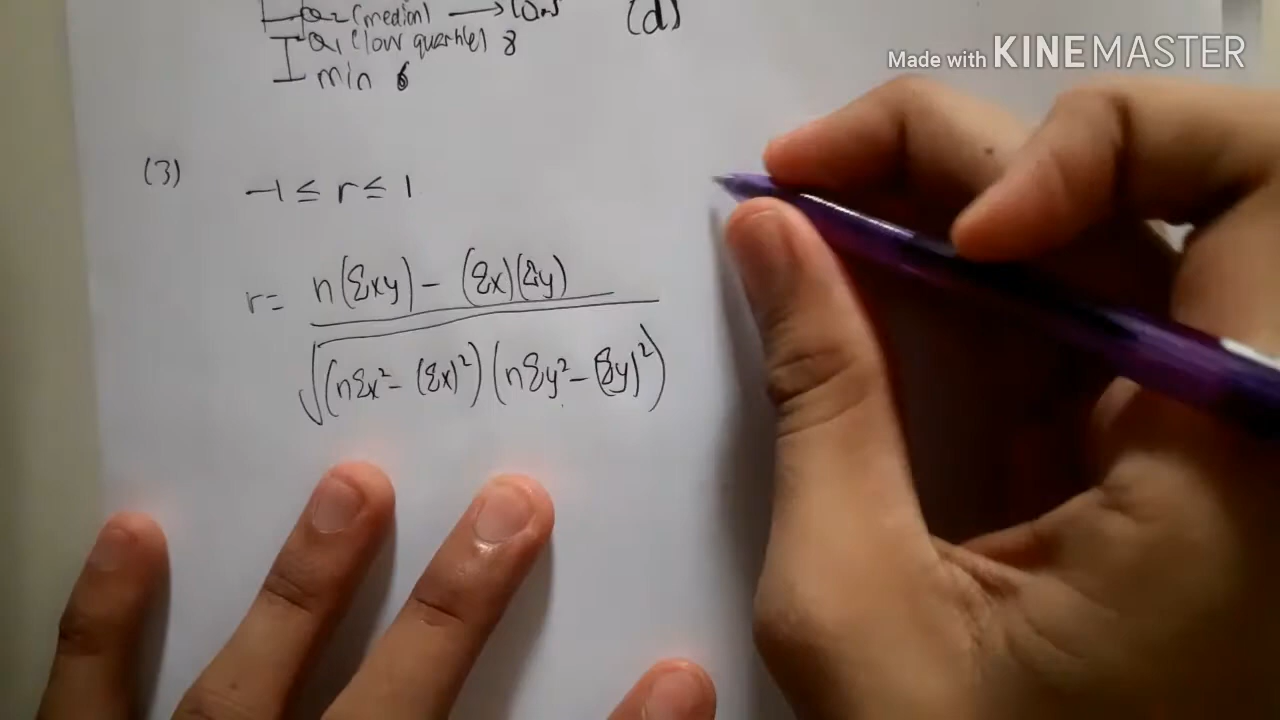 Q2 (median) →
Made with KINEMASTER
Q1 (low quartile) 8
(d)
min 6
(3)
-1 ≤ r ≤ 1
r = n(Σxy) - (Σx)(Σy)
√(nΣx² - (Σx)²)(nΣy² - (Σy)²)